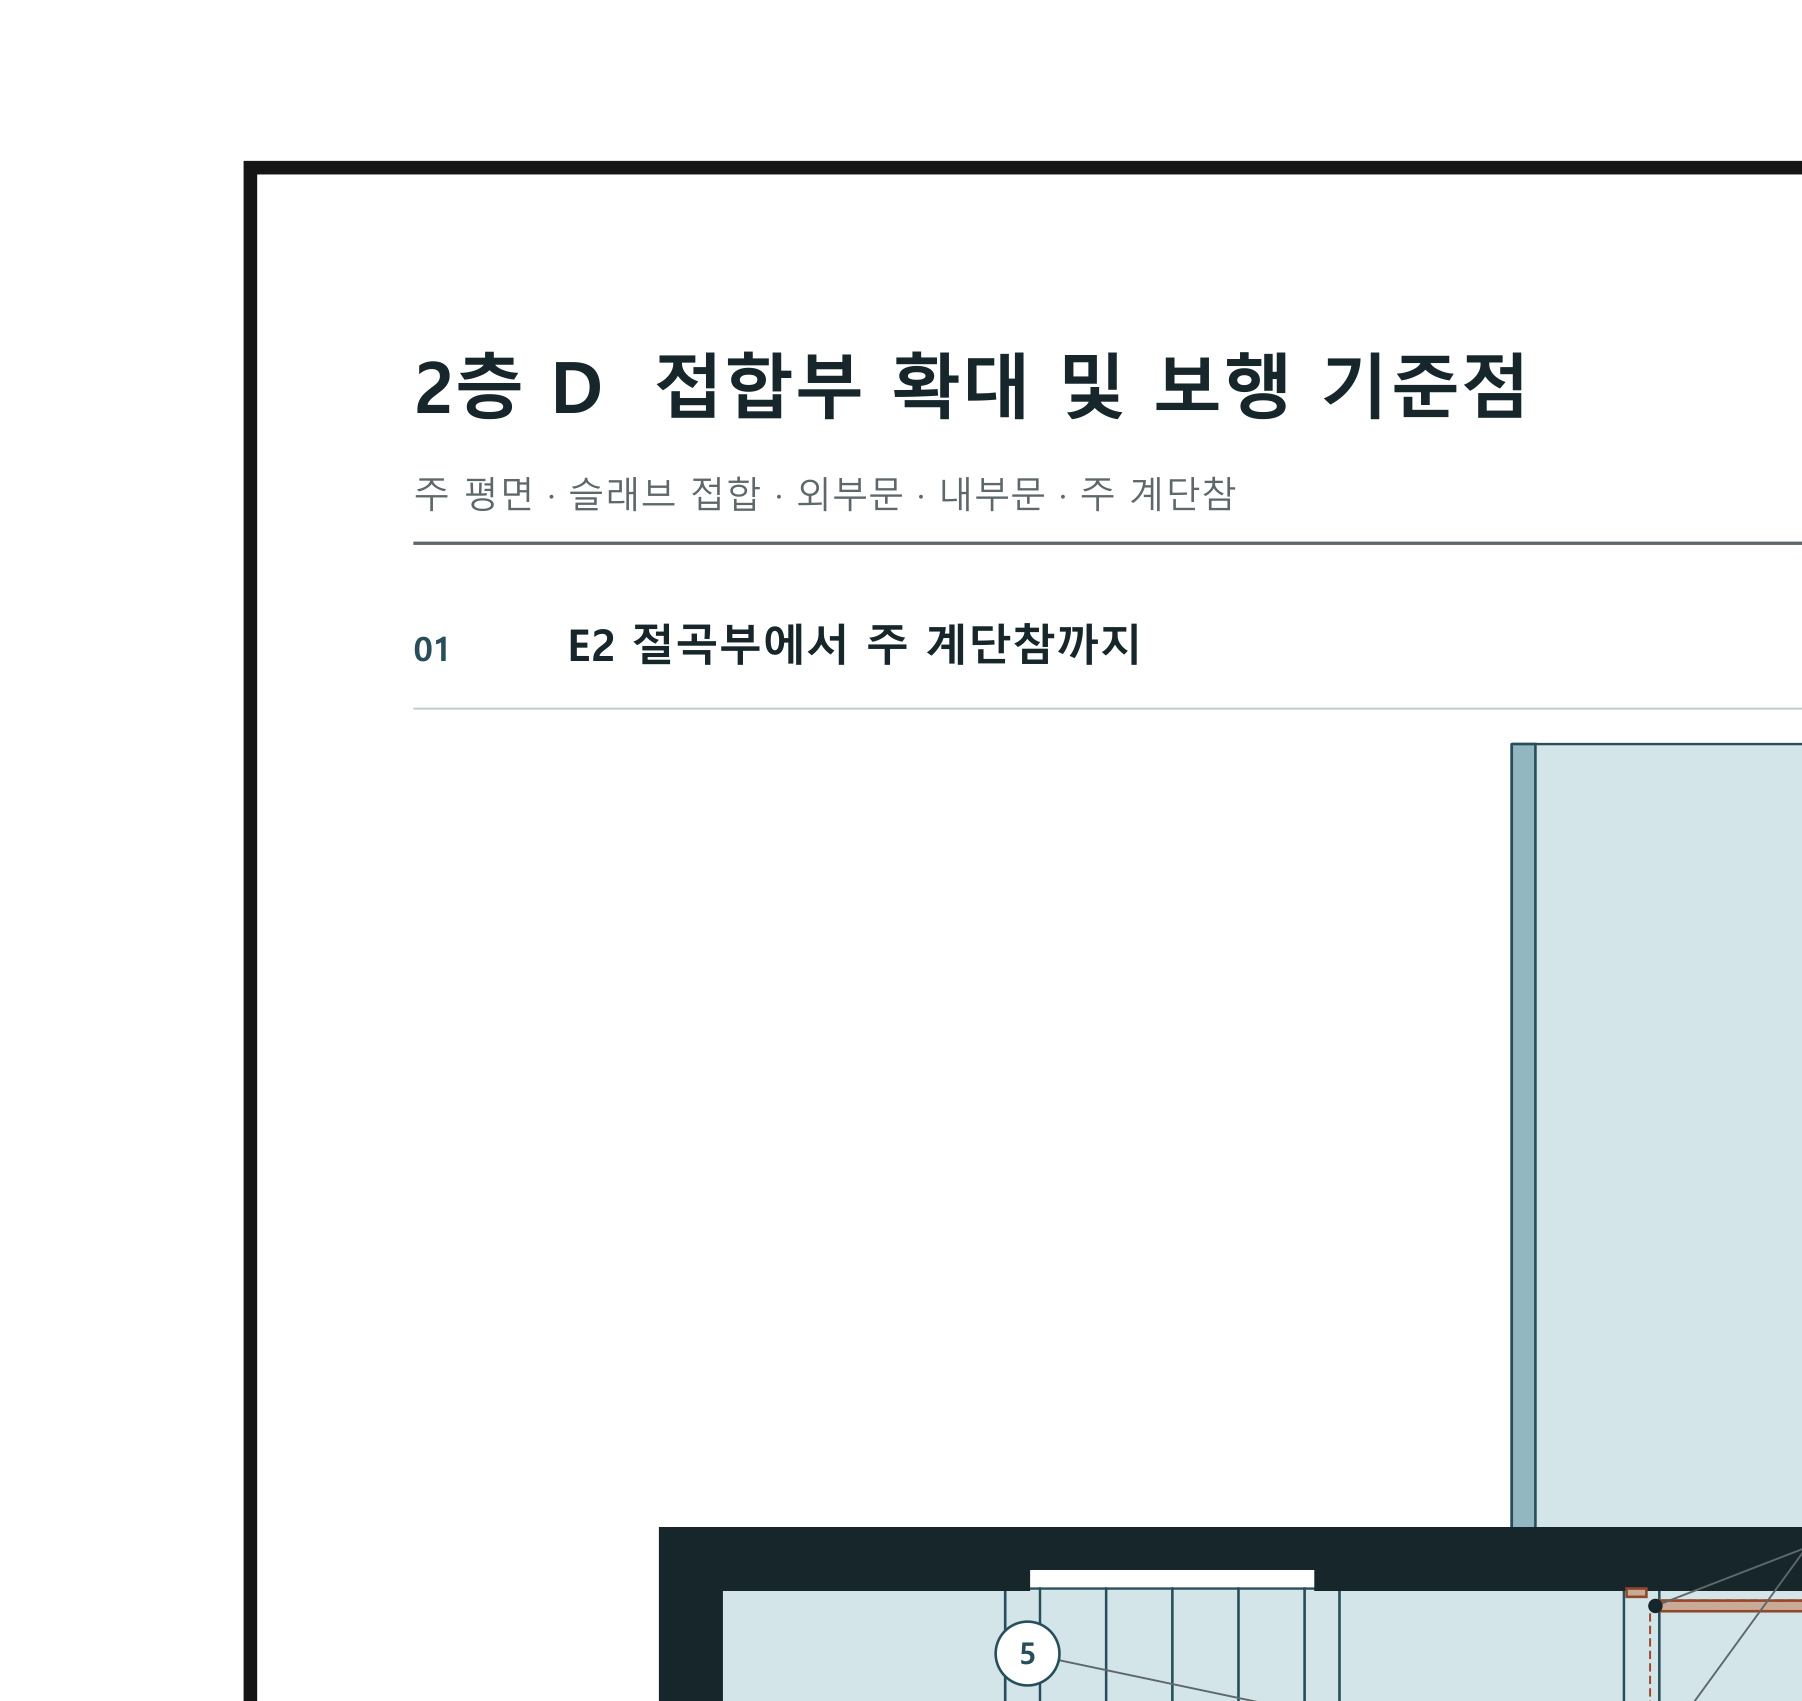 2층 D 접합부 확대 및 보행 기준점
주 평면 · 슬래브 접합 · 외부문 · 내부문 · 주 계단참
01 E2 절곡부에서 주 계단참까지
5